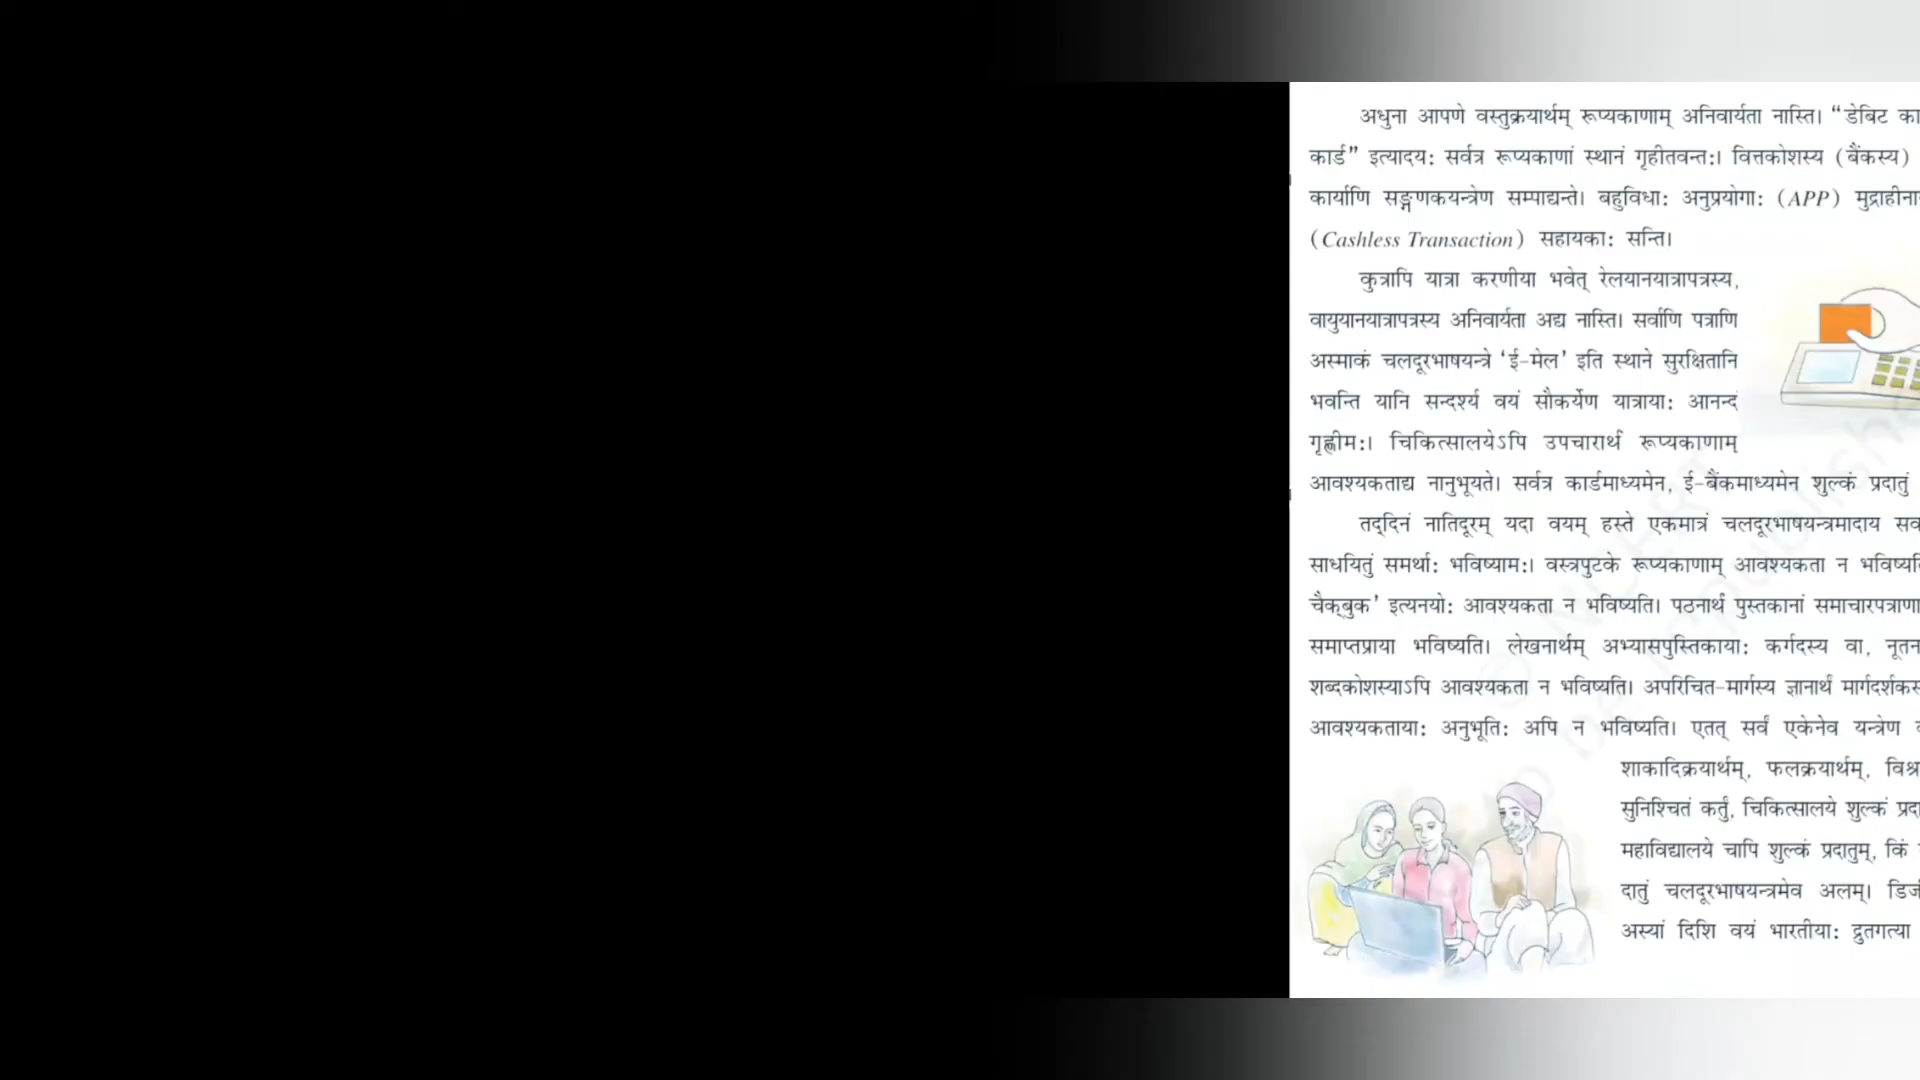 अधुना आपणे वस्तुक्रयार्थम् रूप्यकाणाम् अनिवार्यता नास्ति। “डेबिट
कार्ड” इत्यादयः सर्वत्र रूप्यकाणां स्थानं गृहीतवन्तः। वित्तकोशस्य (बैंकस्य)
कार्याणि सङ्गणकयन्त्रेण सम्पाद्यन्ते। बहुविधाः अनुप्रयोगाः (APP)
(Cashless Transaction) सहायकाः सन्ति।
कुत्रापि यात्रा करणीया भवेत् रेलयानयात्रापत्रस्य,
वायुयानयात्रापत्रस्य अनिवार्यता अद्य नास्ति। सर्वाणि पत्राणि
अस्माकं चलदूरभाषयन्त्रे ‘ई-मेल’ इति स्थाने सुरक्षितानि
भवन्ति यानि सन्दर्श्य वयं सौकर्येण यात्रायाः आनन्दं
गृह्णीमः। चिकित्सालयेऽपि उपचारार्थं रूप्यकाणाम्
आवश्यकताद्य नानुभूयते। सर्वत्र कार्डमाध्यमेन, ई-बैंकमाध्यमेन शुल्कं प्रदातुं
तद्दिनं नातिदूरम् यदा वयम् हस्ते एकमात्रं चलदूरभाषयन्त्रमादाय
साधयितुं समर्थाः भविष्यामः। वस्त्रपुटके रूप्यकाणाम् आवश्यकता न
चैक्बुक’ इत्यनयोः आवश्यकता न भविष्यति। पठनार्थं पुस्तकानां
समाप्तप्राया भविष्यति। लेखनार्थम् अभ्यासपुस्तिकायाः कर्गदस्य वा,
शब्दकोशस्याऽपि आवश्यकता न भविष्यति। अपरिचित-मार्गस्य ज्ञानार्थं
आवश्यकतायाः अनुभूतिः अपि न भविष्यति। एतत् सर्वं एकेनेव यन्त्रेण
शाकादिक्रयार्थम्, फलक्रयार्थम्,
सुनिश्चितं कर्तुं, चिकित्सालये शुल्कं
महाविद्यालये चापि शुल्कं प्रदातुम्, किं
दातुं चलदूरभाषयन्त्रमेव अलम्।
अस्यां दिशि वयं भारतीयाः द्रुतगत्या